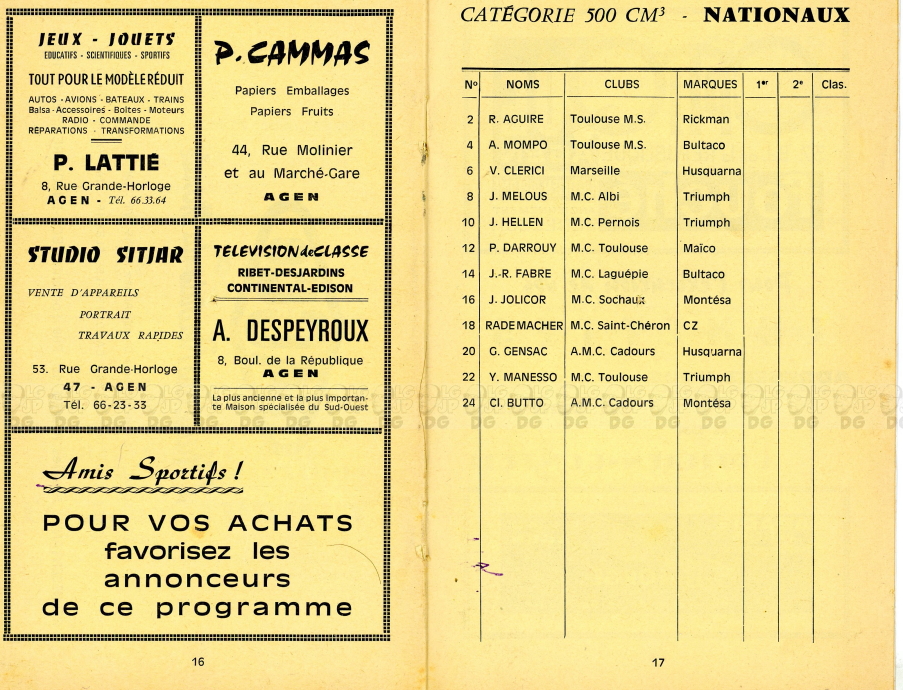 JEUX - JOUETS
EDUCATIFS - SCIENTIFIQUES - SPORTIFS
TOUT POUR LE MODÈLE RÉDUIT
AUTOS - AVIONS - BATEAUX - TRAINS
Balsa - Accessoires - Boîtes - Moteurs
RADIO - COMMANDE
RÉPARATIONS - TRANSFORMATIONS
P. LATTIÉ
8, Rue Grande-Horloge
AGEN - Tél. 66.33.64
P. CAMMAS
Papiers Emballages
Papiers Fruits
44, Rue Molinier
et au Marché-Gare
AGEN
STUDIO SITJAR
VENTE D'APPAREILS
PORTRAIT
TRAVAUX RAPIDES
53. Rue Grande-Horloge
47 - AGEN
Tél. 66-23-33
TELEVISION de CLASSE
RIBET-DESJARDINS
CONTINENTAL-EDISON
A. DESPEYROUX
8, Boul. de la République
AGEN
La plus ancienne et la plus importan-
te Maison spécialisée du Sud-Ouest
Amis Sportifs !
POUR VOS ACHATS
favorisez les
annonceurs
de ce programme
16
CATÉGORIE 500 CM³ - NATIONAUX
No NOMS CLUBS MARQUES 1er 2e Clas.
2 R. AGUIRE Toulouse M.S. Rickman
4 A. MOMPO Toulouse M.S. Bultaco
6 V. CLERICI Marseille Husquarna
8 J. MELOUS M.C. Albi Triumph
10 J. HELLEN M.C. Pernois Triumph
12 P. DARROUY M.C. Toulouse Maïco
14 J.-R. FABRE M.C. Laguépie Bultaco
16 J. JOLICOR M.C. Sochaux Montésa
18 RADEMACHER M.C. Saint-Chéron CZ
20 G. GENSAC A.M.C. Cadours Husquarna
22 Y. MANESSO M.C. Toulouse Triumph
24 Cl. BUTTO A.M.C. Cadours Montésa
17